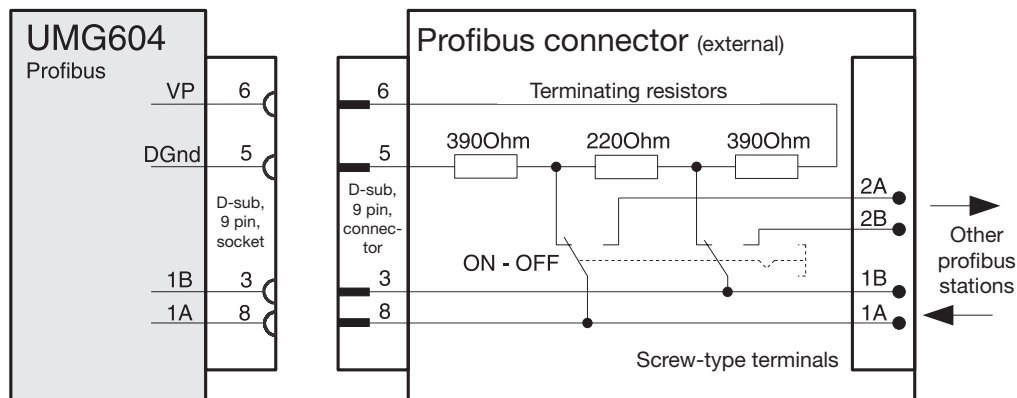 UMG604
Profibus
VP 6
DGnd 5
D-sub,
9 pin,
socket
1B 3
1A 8
Profibus connector (external)
6
Terminating resistors
5
390Ohm
220Ohm
390Ohm
D-sub,
9 pin,
connec-
tor
ON - OFF
3
8
2A
2B
1B
1A
Screw-type terminals
Other
profibus
stations